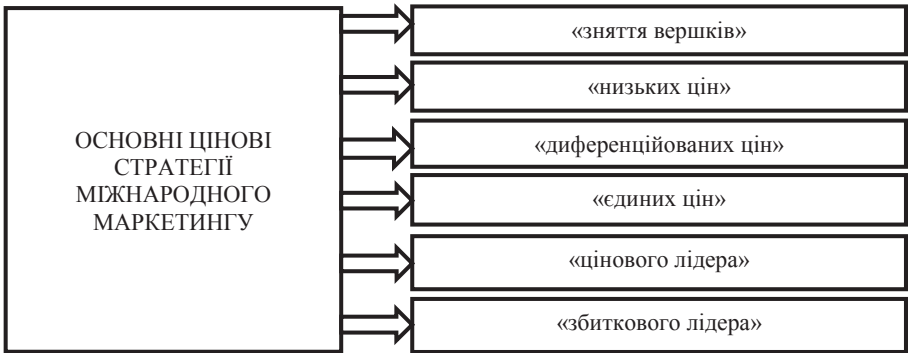 ОСНОВНІ ЦІНОВІ
СТРАТЕГІЇ
МІЖНАРОДНОГО
МАРКЕТИНГУ
«зняття вершків»
«низьких цін»
«диференційованих цін»
«єдиних цін»
«цінового лідера»
«збиткового лідера»